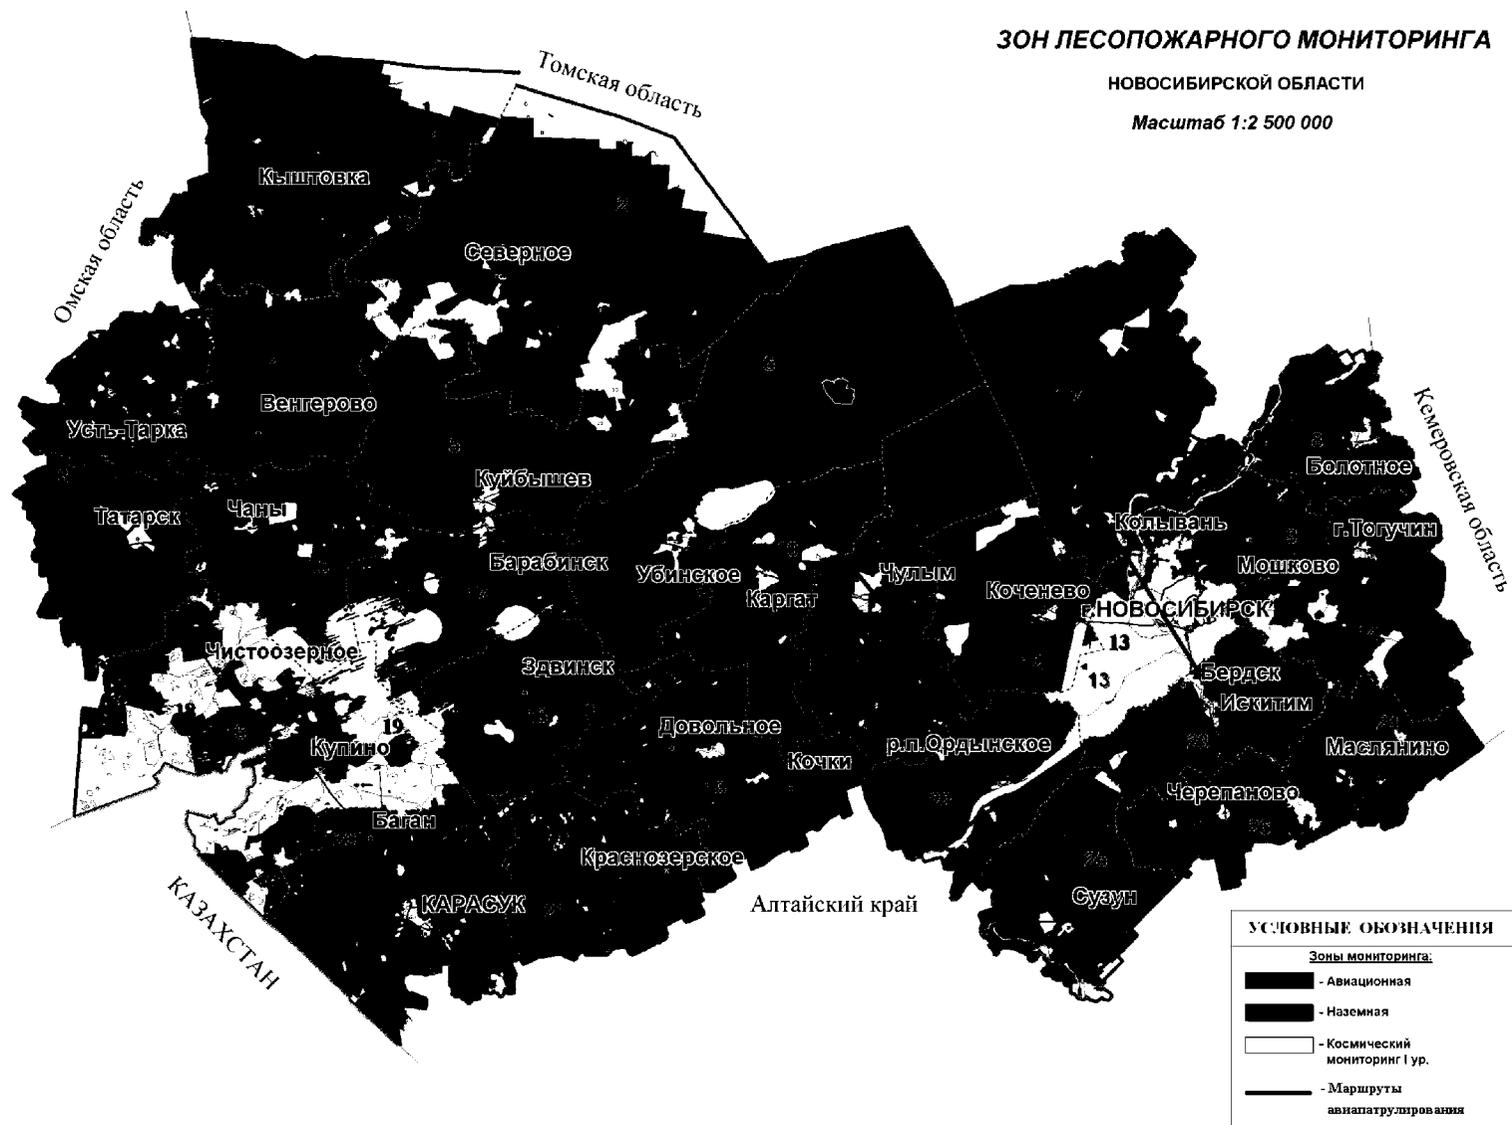 ЗОН ЛЕСОПОЖАРНОГО МОНИТОРИНГА
НОВОСИБИРСКОЙ ОБЛАСТИ
Масштаб 1:2 500 000
Томская область
Омская область
Кыштовка
2
Северное
Кемеровская область
Венгерово
Усть-Тарка
Болотное
Куйбышев
Чаны
Татарск
Колывань
г.Тогучин
Барабинск
Убинское
Чулым
Мошково
Каргат
Коченево
г.НОВОСИБИРСК
13
13
Чистоозерное
Здвинск
Бердск
Искитим
18
19
Купино
Довольное
Кочки
р.п.Ордынское
Маслянино
Черепаново
Баган
Краснозерское
Сузун
КАРАСУК
КАЗАХСТАН
Алтайский край
УСЛОВНЫЕ ОБОЗНАЧЕНИЯ
Зоны мониторинга:
- Авиационная
- Наземная
- Космический
мониторинг I ур.
- Маршруты
авиапатрулирования